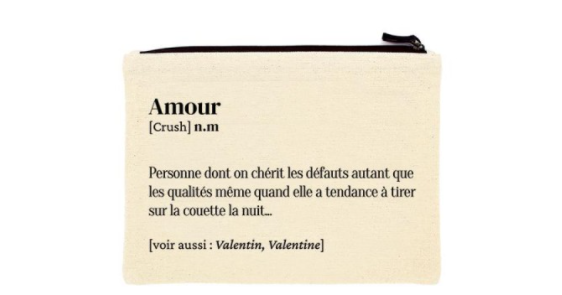 Amour
[Crush] n.m
Personne dont on chérit les défauts autant que
les qualités même quand elle a tendance à tirer
sur la couette la nuit...
[voir aussi : Valentin, Valentine]